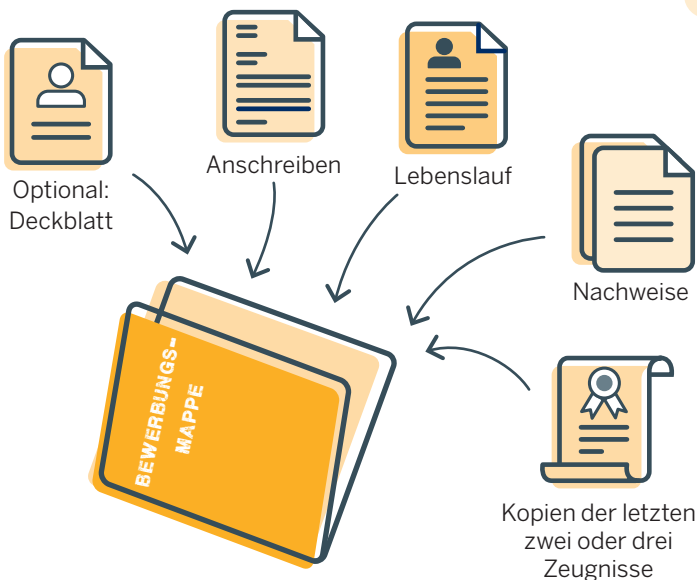 Optional:
Deckblatt
Anschreiben
Lebenslauf
Nachweise
BEWERBUNGS-
MAPPE
Kopien der letzten
zwei oder drei
Zeugnisse